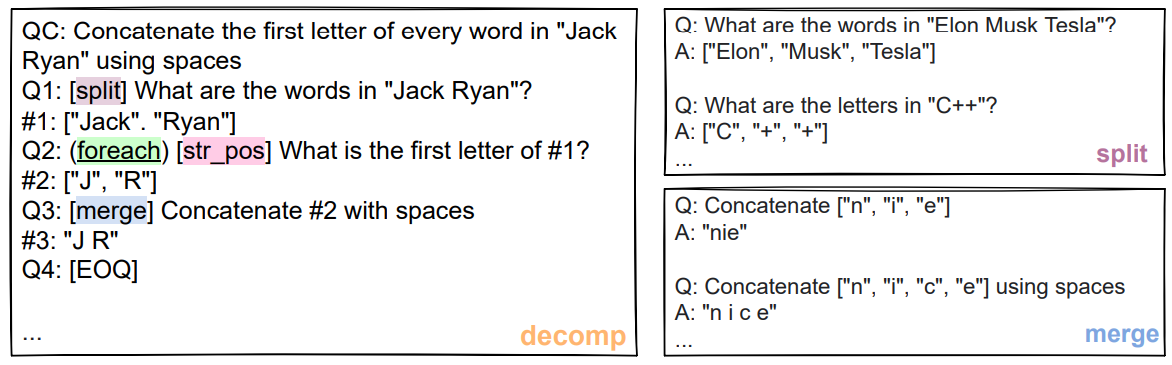 QC: Concatenate the first letter of every word in "Jack
Ryan" using spaces
Q1: [split] What are the words in "Jack Ryan"?
#1: ["Jack". "Ryan"]
Q2: (foreach) [str_pos] What is the first letter of #1?
#2: ["J", "R"]
Q3: [merge] Concatenate #2 with spaces
#3: "J R"
Q4: [EOQ]
...
decomp
Q: What are the words in "Elon Musk Tesla"?
A: ["Elon", "Musk", "Tesla"]
Q: What are the letters in "C++"?
A: ["C", "+", "+"]
...
split
Q: Concatenate ["n", "i", "e"]
A: "nie"
Q: Concatenate ["n", "i", "c", "e"] using spaces
A: "n i c e"
...
merge